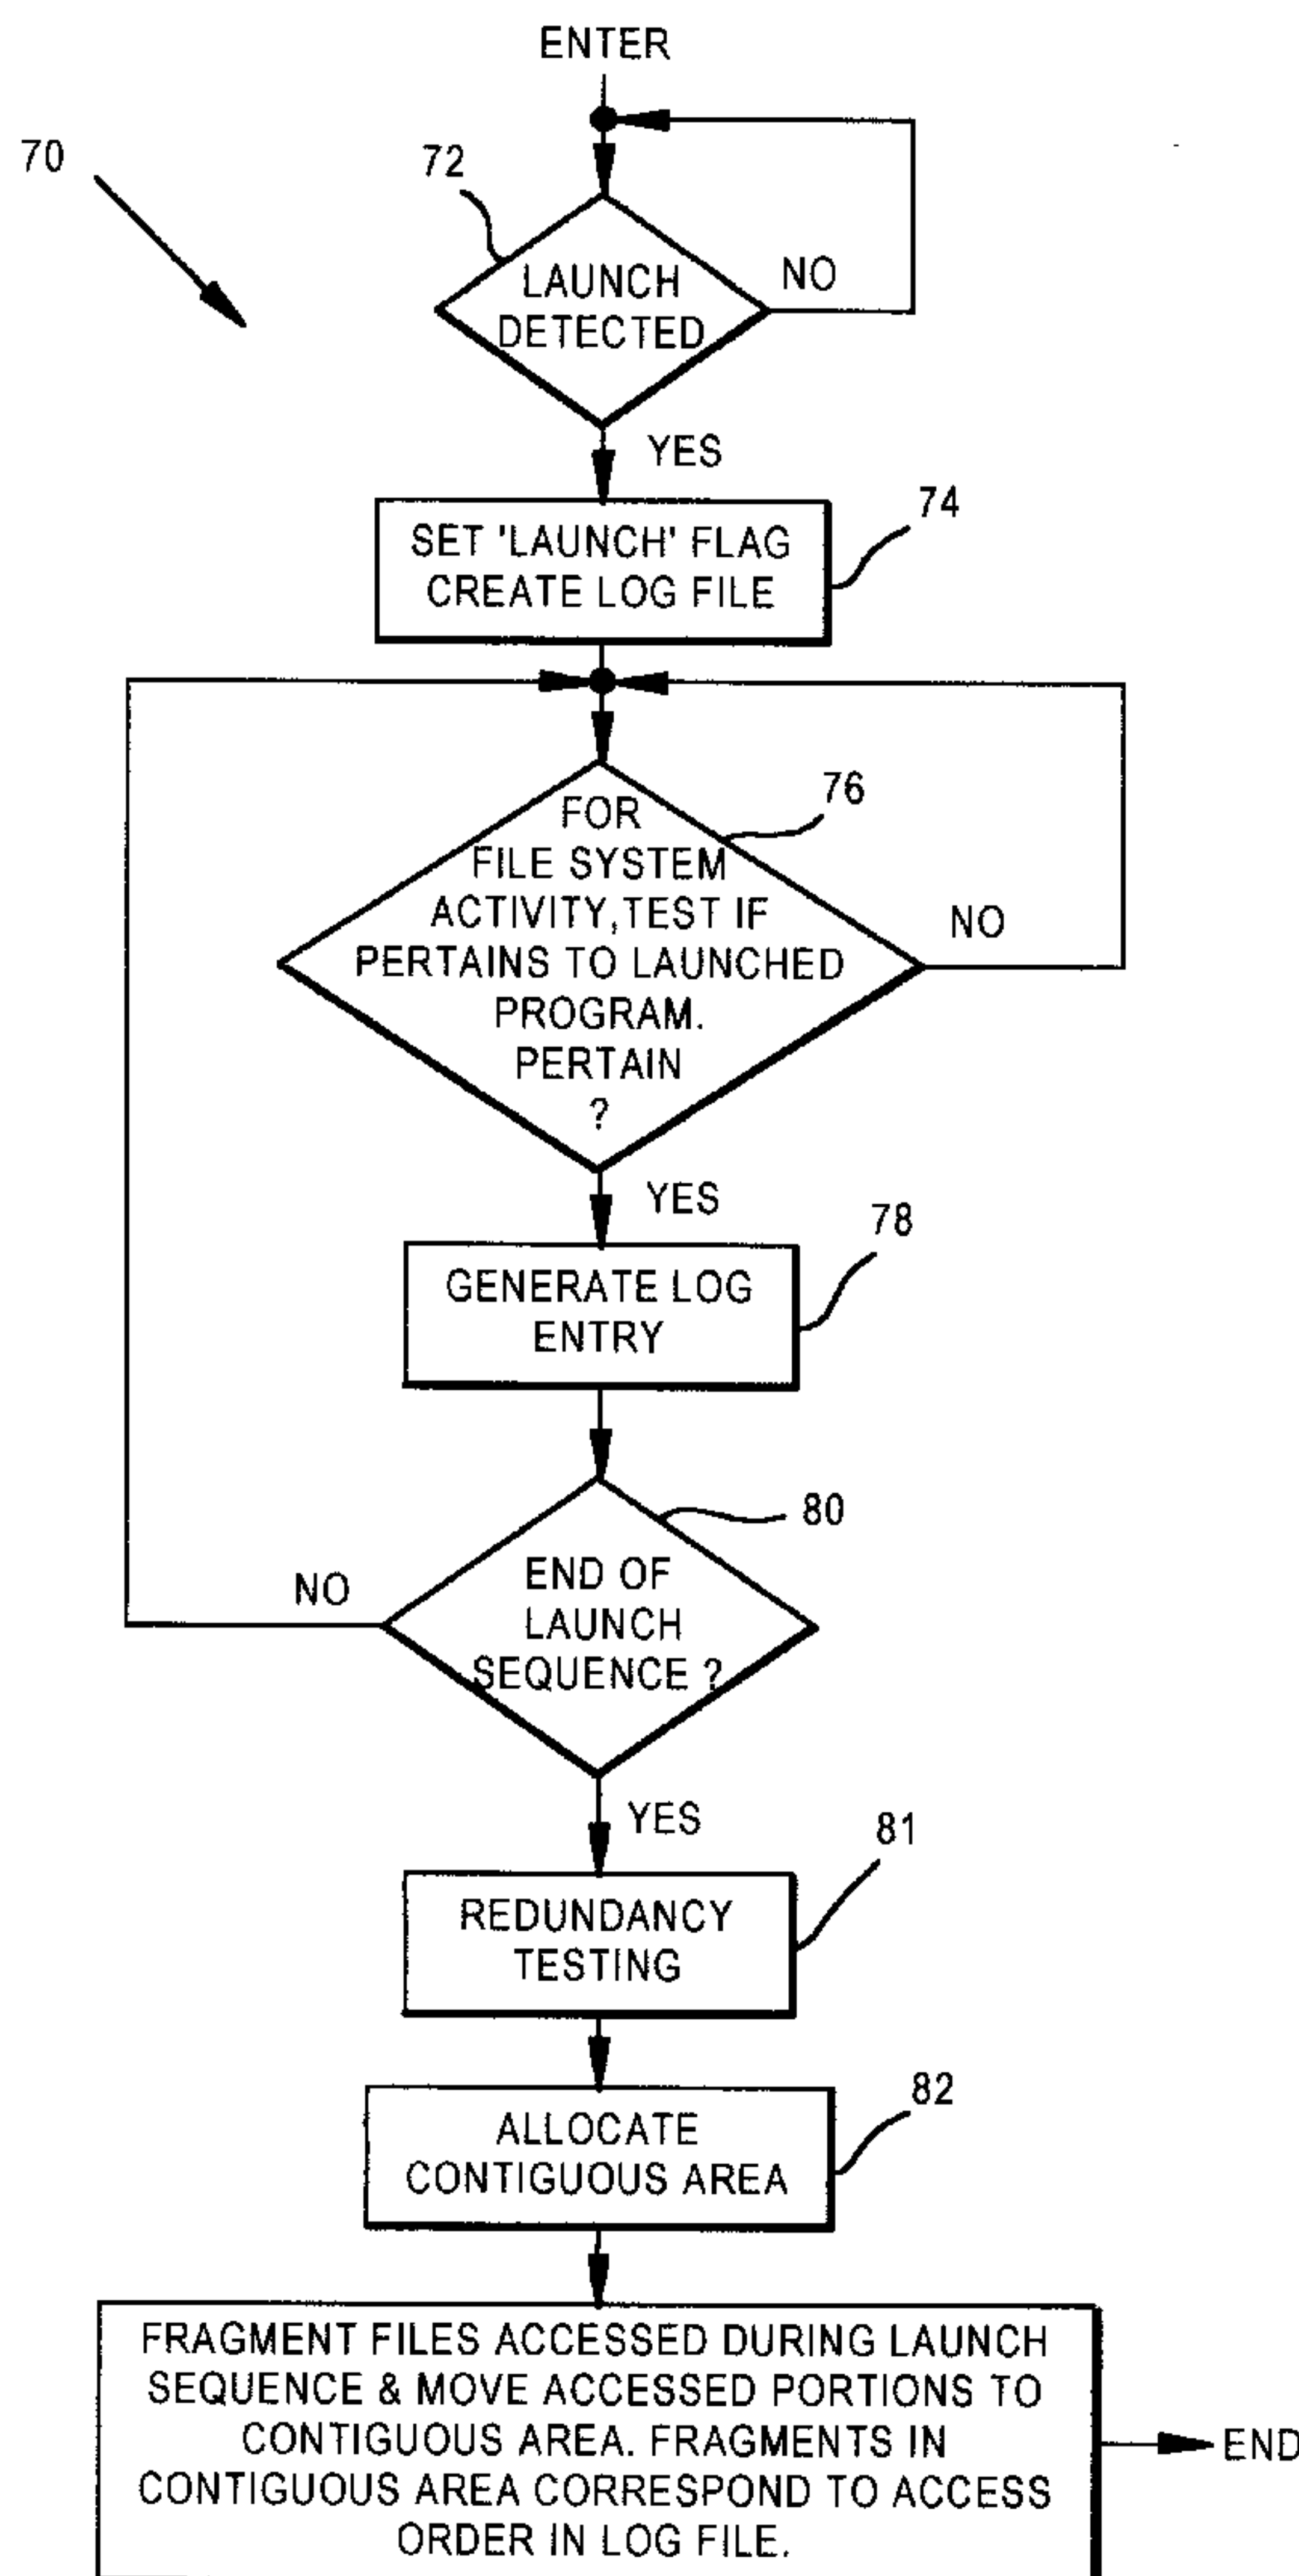 ENTER
70
72
LAUNCH
DETECTED
NO
YES
74
SET 'LAUNCH' FLAG
CREATE LOG FILE
76
FOR
FILE SYSTEM
ACTIVITY,TEST IF
PERTAINS TO LAUNCHED
PROGRAM.
PERTAIN
?
NO
YES
78
GENERATE LOG
ENTRY
80
END OF
LAUNCH
SEQUENCE ?
NO
YES
81
REDUNDANCY
TESTING
82
ALLOCATE
CONTIGUOUS AREA
FRAGMENT FILES ACCESSED DURING LAUNCH
SEQUENCE & MOVE ACCESSED PORTIONS TO
CONTIGUOUS AREA. FRAGMENTS IN
CONTIGUOUS AREA CORRESPOND TO ACCESS
ORDER IN LOG FILE.
END